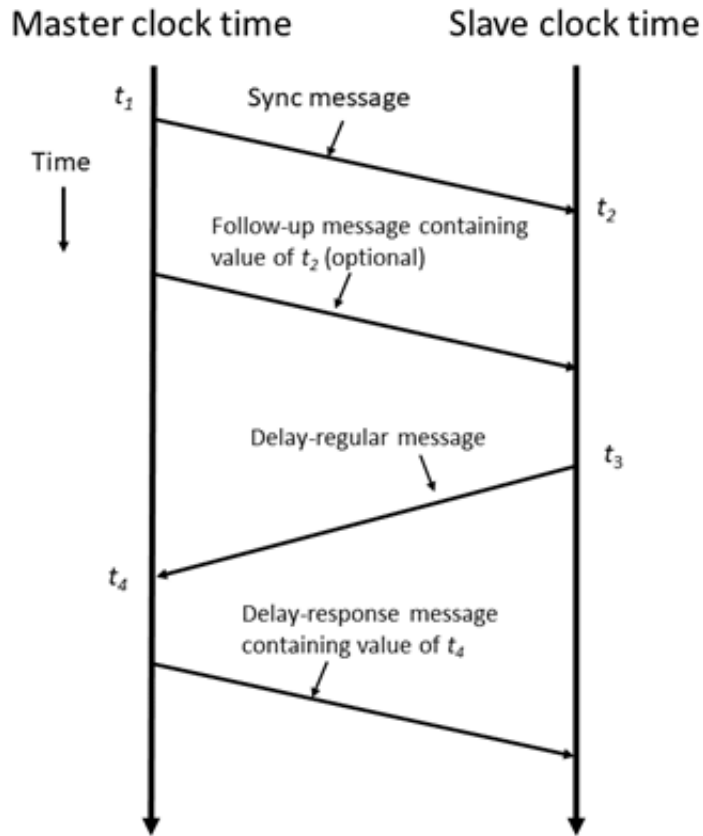 Master clock time
Slave clock time
t1
Sync message
Time
t2
Follow-up message containing
value of t2 (optional)
Delay-regular message
t3
t4
Delay-response message
containing value of t4